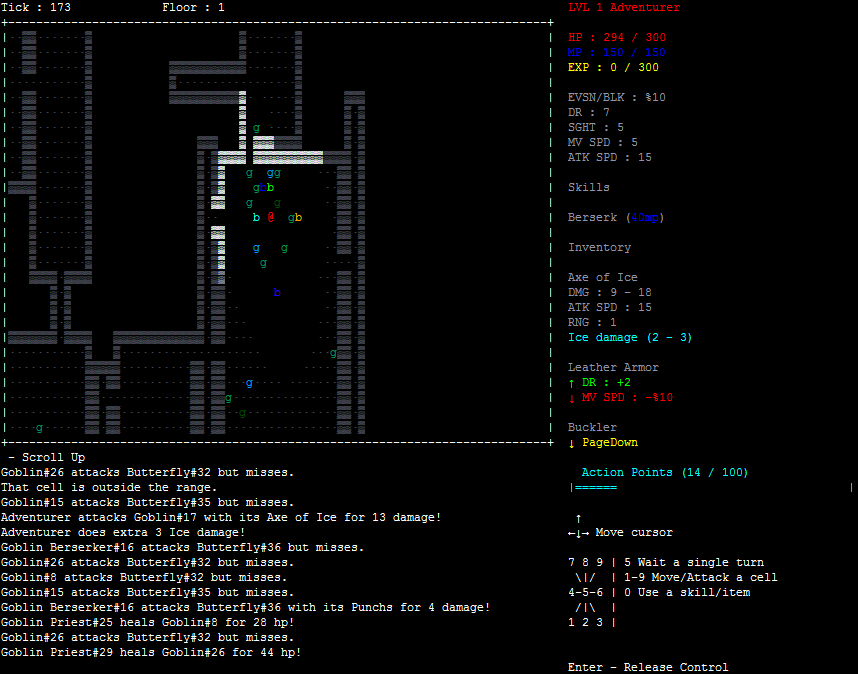 Tick : 173 Floor : 1
g
g gg
gbb
g g
b @ gb
g g
g
b
g
g
g
g
g
- Scroll Up
Goblin#26 attacks Butterfly#32 but misses.
That cell is outside the range.
Goblin#15 attacks Butterfly#35 but misses.
Adventurer attacks Goblin#17 with its Axe of Ice for 13 damage!
Adventurer does extra 3 Ice damage!
Goblin Berserker#16 attacks Butterfly#36 but misses.
Goblin#26 attacks Butterfly#32 but misses.
Goblin#8 attacks Butterfly#32 but misses.
Goblin#15 attacks Butterfly#35 but misses.
Goblin Berserker#16 attacks Butterfly#36 with its Punchs for 4 damage!
Goblin Priest#25 heals Goblin#8 for 28 hp!
Goblin#26 attacks Butterfly#32 but misses.
Goblin Priest#29 heals Goblin#26 for 44 hp!
LVL 1 Adventurer
HP : 294 / 300
MP : 150 / 150
EXP : 0 / 300
EVSN/BLK : %10
DR : 7
SGHT : 5
MV SPD : 5
ATK SPD : 15
Skills
Berserk (40mp)
Inventory
Axe of Ice
DMG : 9 - 18
ATK SPD : 15
RNG : 1
Ice damage (2 - 3)
Leather Armor
↑ DR : +2
↓ MV SPD : -%10
Buckler
↓ PageDown
Action Points (14 / 100)
|====== |
↑
←↓→ Move cursor
7 8 9 | 5 Wait a single turn
\|/ | 1-9 Move/Attack a cell
4-5-6 | 0 Use a skill/item
/|\ |
1 2 3 |
Enter - Release Control